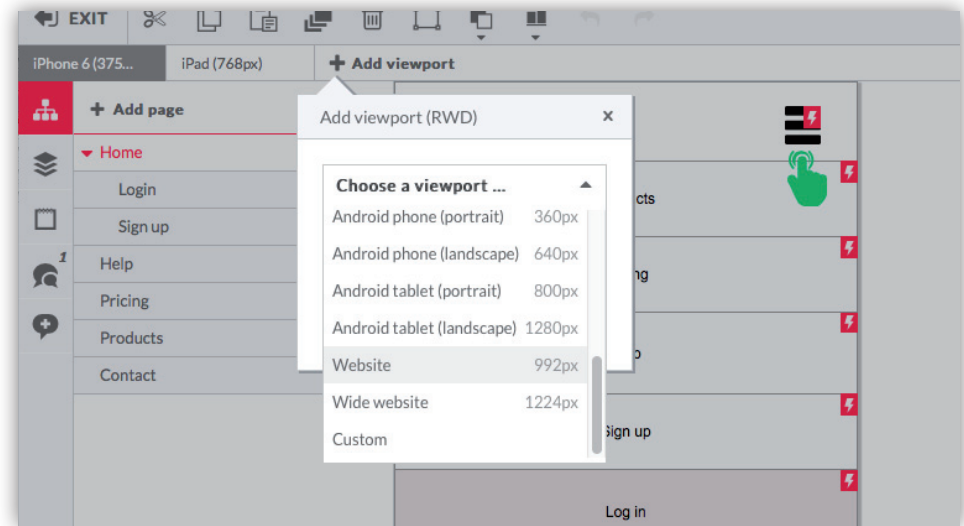 EXIT
iPhone 6 (375...
iPad (768px)
+ Add viewport
+ Add page
Home
Login
Sign up
1
Help
Pricing
Products
Contact
Add viewport (RWD) x
Choose a viewport ...
Android phone (portrait) 360px
Android phone (landscape) 640px
Android tablet (portrait) 800px
Android tablet (landscape) 1280px
Website 992px
Wide website 1224px
Custom
cts
ng
Sign up
Log in